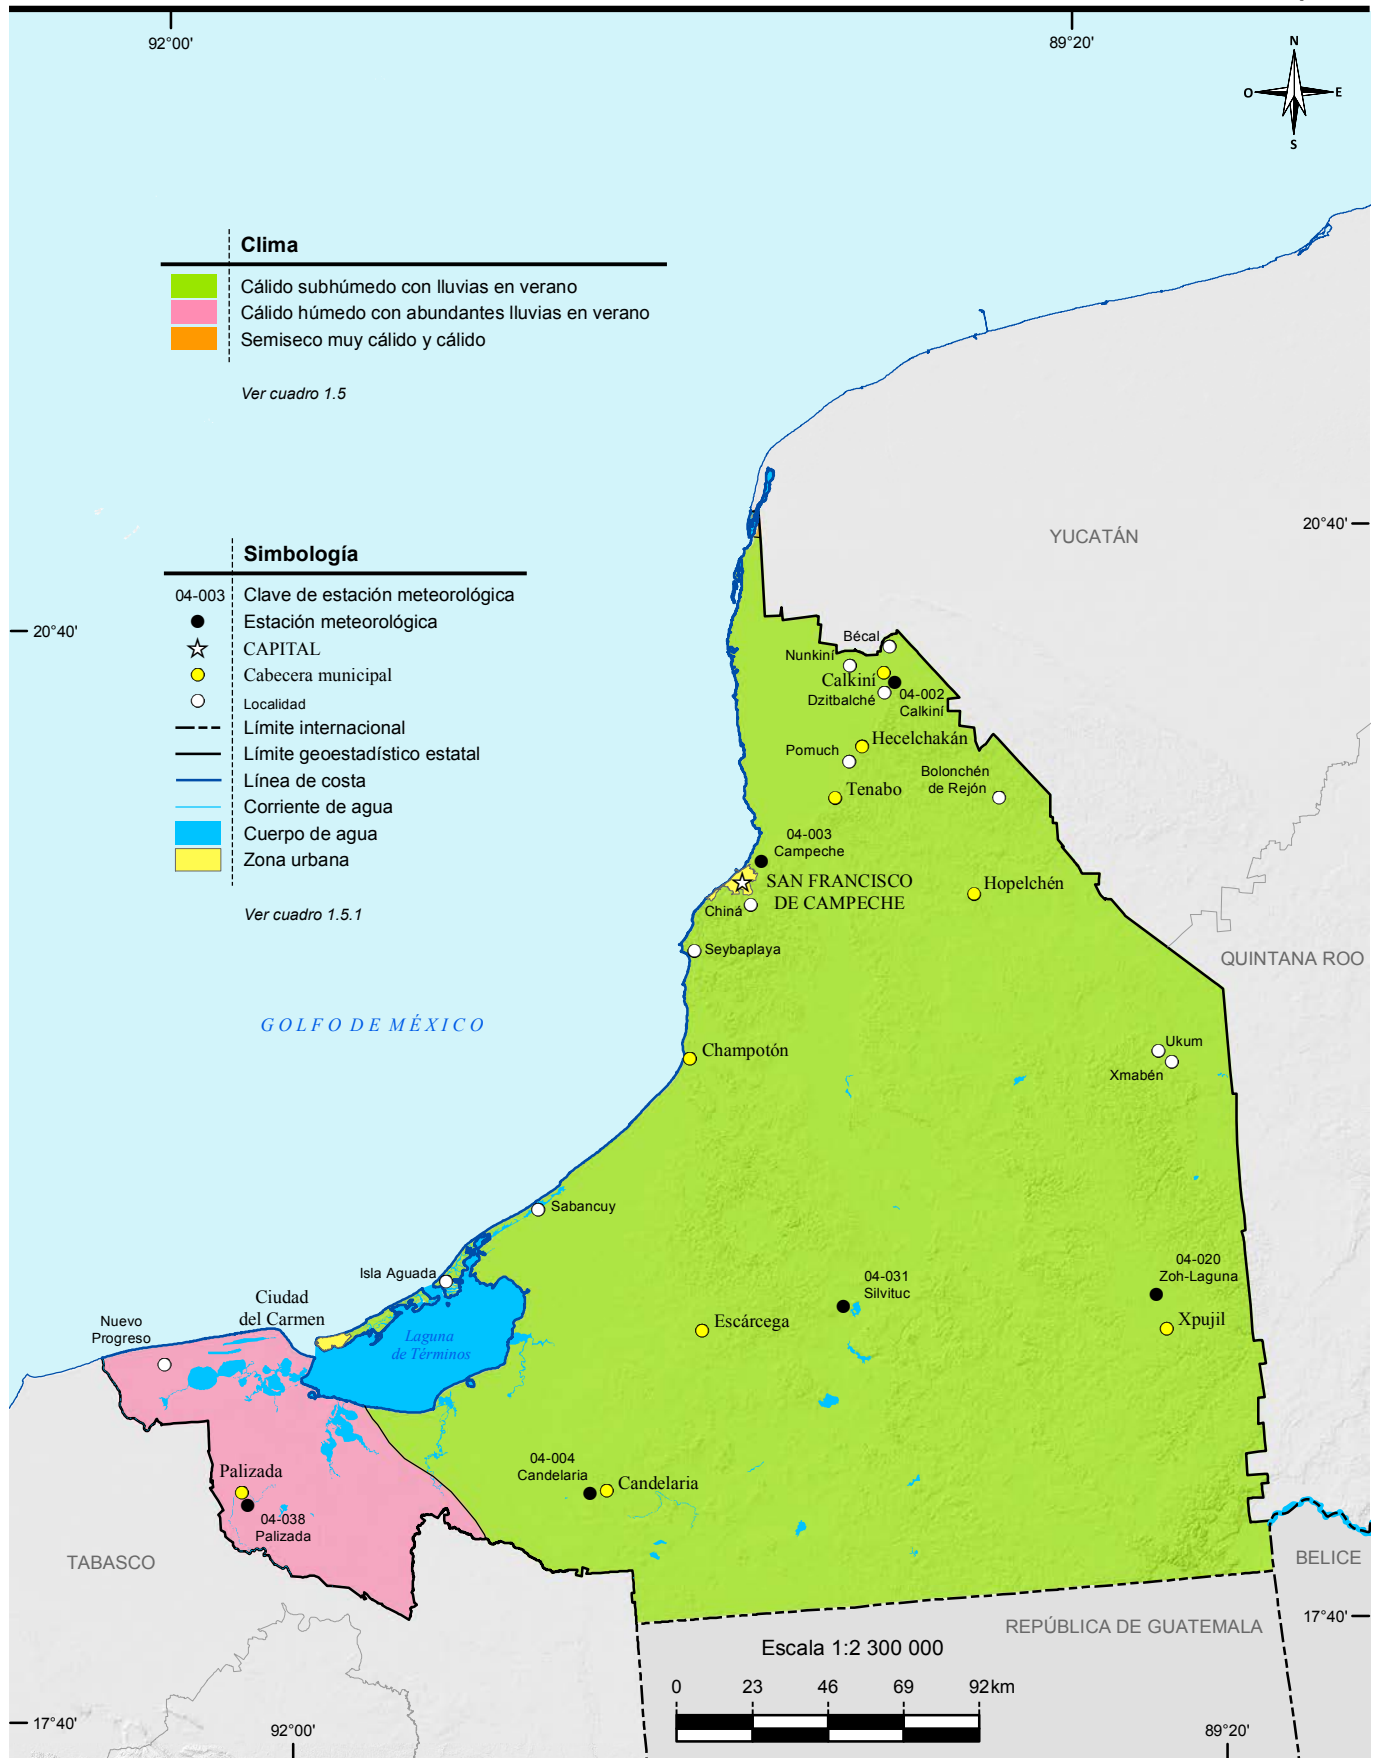 92°00'
89°20'
N
O
E
S
Clima
Cálido subhúmedo con lluvias en verano
Cálido húmedo con abundantes lluvias en verano
Semiseco muy cálido y cálido
Ver cuadro 1.5
YUCATÁN
20°40'
Simbología
04-003 Clave de estación meteorológica
Estación meteorológica
CAPITAL
Cabecera municipal
Localidad
Límite internacional
Límite geoestadístico estatal
Línea de costa
Corriente de agua
Cuerpo de agua
Zona urbana
Ver cuadro 1.5.1
20°40'
Bécal
Nunkiní
Calkiní
Dzitbalché
04-002
Calkiní
Hecelchakán
Pomuch
Bolonchén
de Rejón
Tenabo
04-003
Campeche
SAN FRANCISCO
DE CAMPECHE
Hopelchén
Chiná
Seybaplaya
QUINTANA ROO
GOLFO DE MÉXICO
Champotón
Ukum
Xmabén
Sabancuy
Isla Aguada
04-031
Silvituc
04-020
Zoh-Laguna
Ciudad
del Carmen
Nuevo
Progreso
Laguna
de Términos
Escárcega
Xpujil
Palizada
04-038
Palizada
04-004
Candelaria
Candelaria
TABASCO
BELICE
REPÚBLICA DE GUATEMALA
17°40'
Escala 1:2 300 000
0 23 46 69 92 km
17°40'
92°00'
89°20'